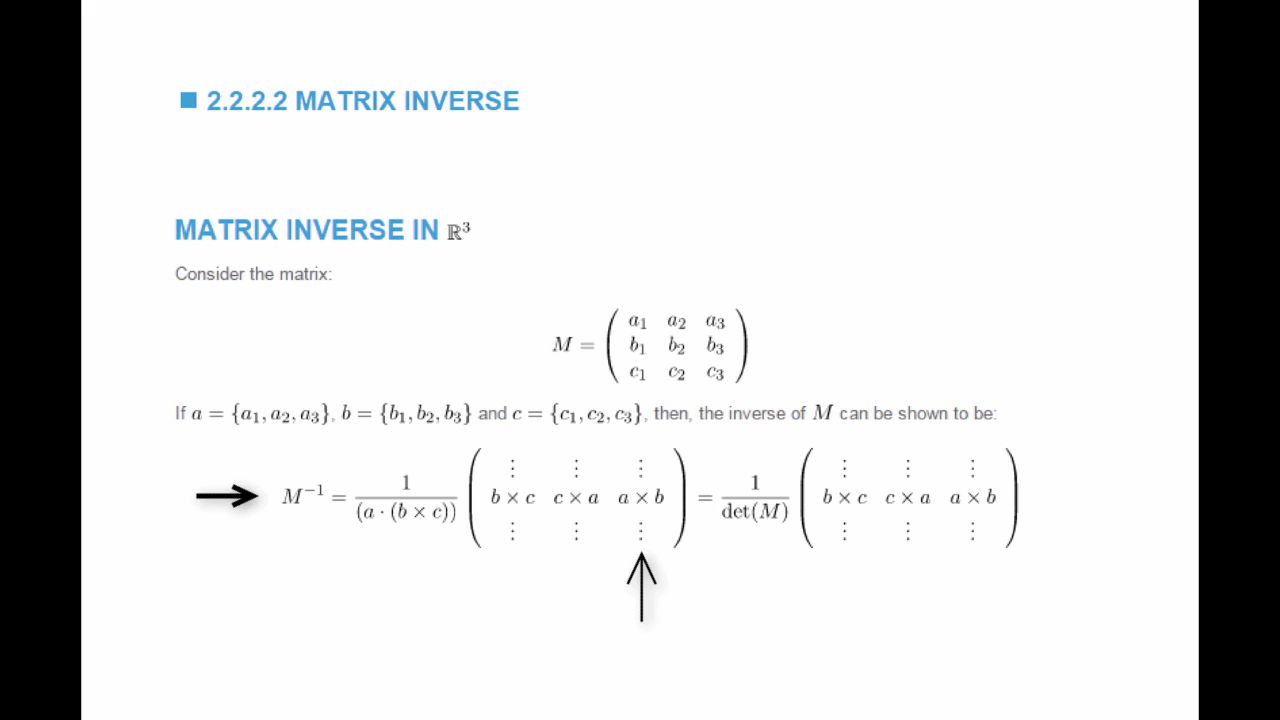 2.2.2.2 MATRIX INVERSE
MATRIX INVERSE IN ℝ³
Consider the matrix:
M = ( a₁ a₂ a₃
b₁ b₂ b₃
c₁ c₂ c₃ )
If a = {a₁, a₂, a₃}, b = {b₁, b₂, b₃} and c = {c₁, c₂, c₃}, then, the inverse of M can be shown to be:
M⁻¹ = 1/(a · (b × c)) ( ⋮ ⋮ ⋮ b × c c × a a × b ⋮ ⋮ ⋮ ) = 1/det(M) ( ⋮ ⋮ ⋮ b × c c × a a × b ⋮ ⋮ ⋮ )